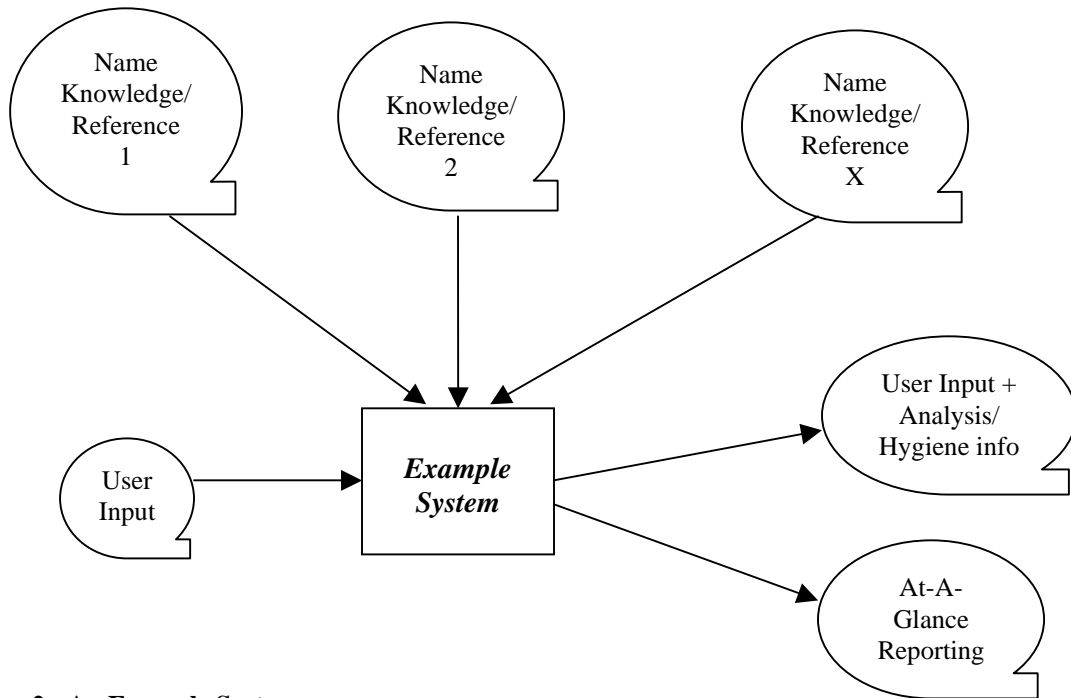 Name
Knowledge/
Reference
1
Name
Knowledge/
Reference
2
Name
Knowledge/
Reference
X
User Input +
Analysis/
Hygiene info
User
Input
Example
System
At-A-
Glance
Reporting